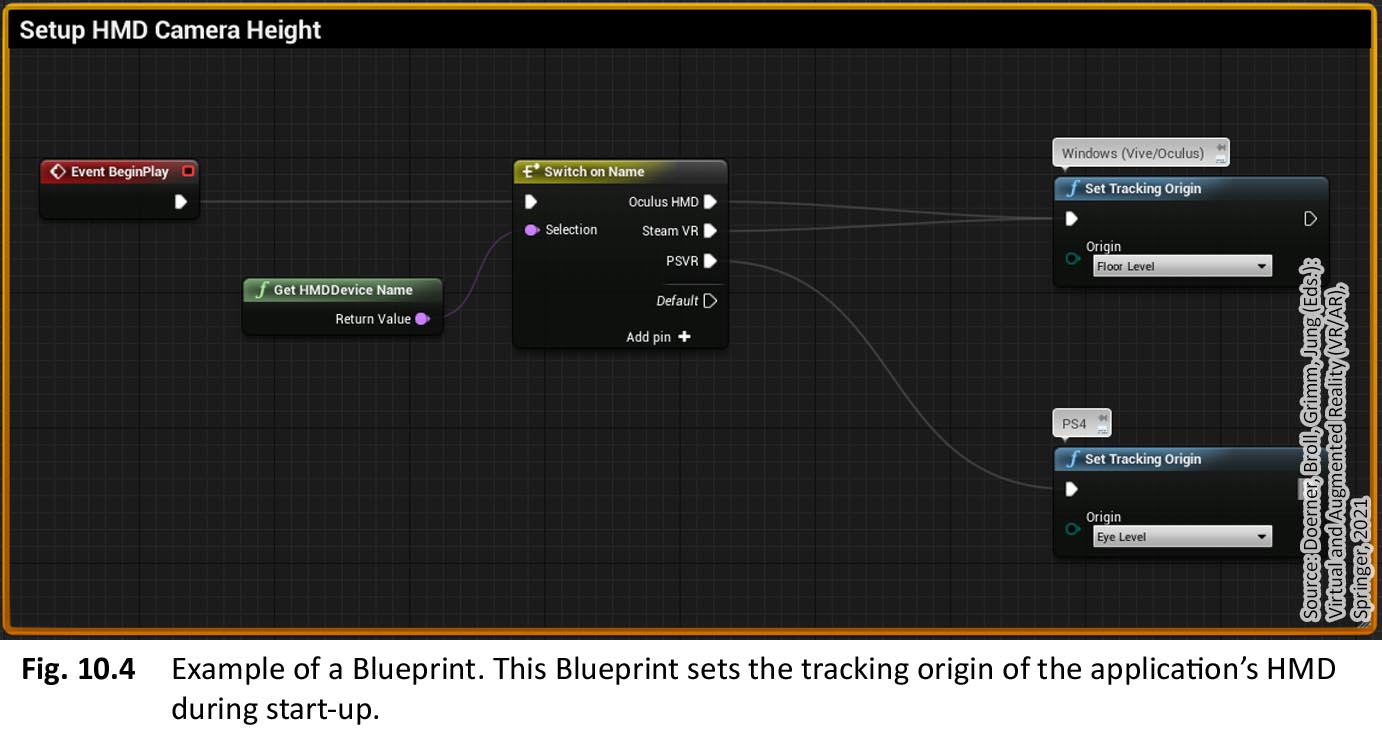 Setup HMD Camera Height
Event BeginPlay
Get HMDDevice Name
Return Value
Switch on Name
Oculus HMD
Selection
Steam VR
PSVR
Default
Add pin
Windows (Vive/Oculus)
Set Tracking Origin
Origin
Floor Level
PS4
Set Tracking Origin
Origin
Eye Level
Source: Doerner, Broll, Grimm, Jung (Eds.):
Virtual and Augmented Reality (VR/AR),
Springer, 2021
Fig. 10.4 Example of a Blueprint. This Blueprint sets the tracking origin of the application’s HMD
during start-up.